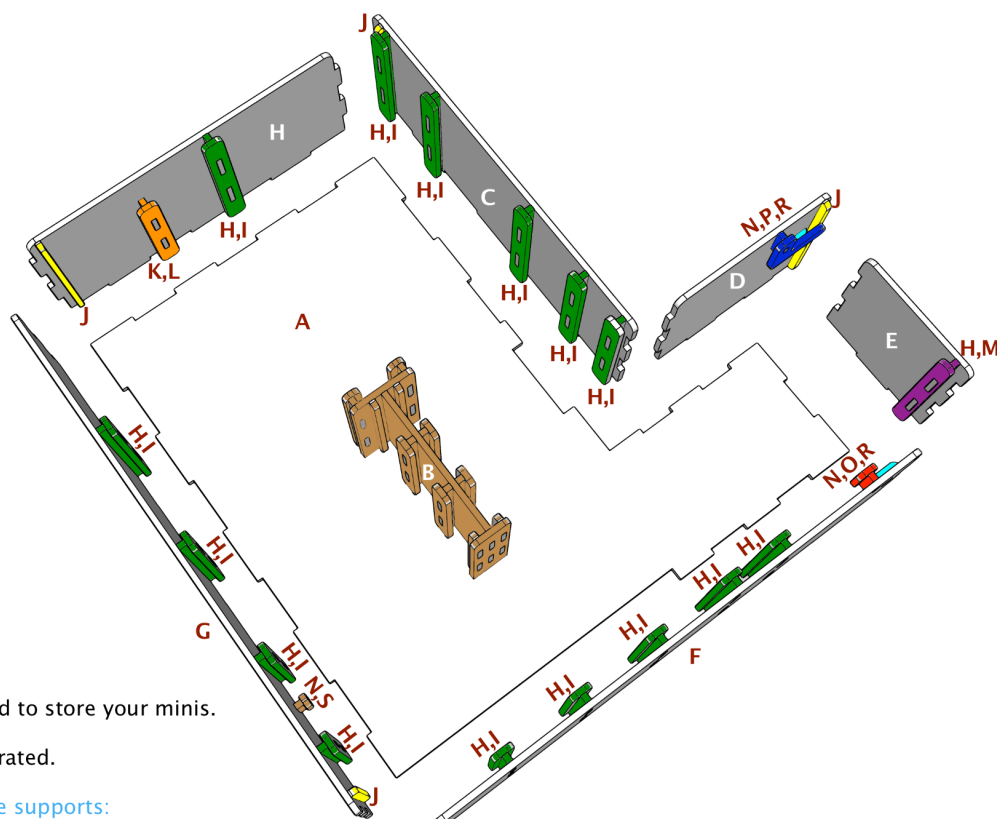 J
H
H,I
C
H,I
H,I
N,P,R
J
K,L
H,I
D
J
A
E
H,M
H,I
H,I
H,I
B
N,O,R
H,I
H,I
H,I
G
H,I
F
H,I
N,S
H,I
H,I
H,I
J
d to store your minis.
rated.
e supports: